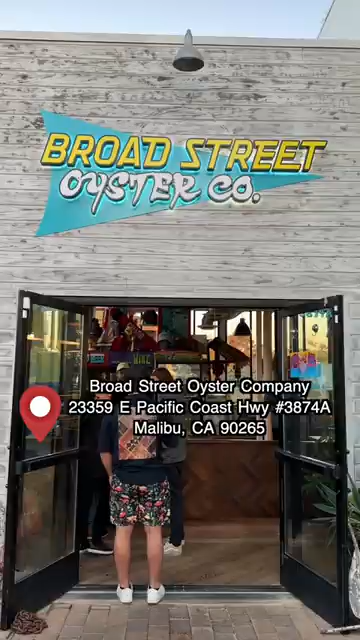 BROAD STREET
OYSTER CO.
Broad Street Oyster Company
23359 E Pacific Coast Hwy #3874A
Malibu, CA 90265